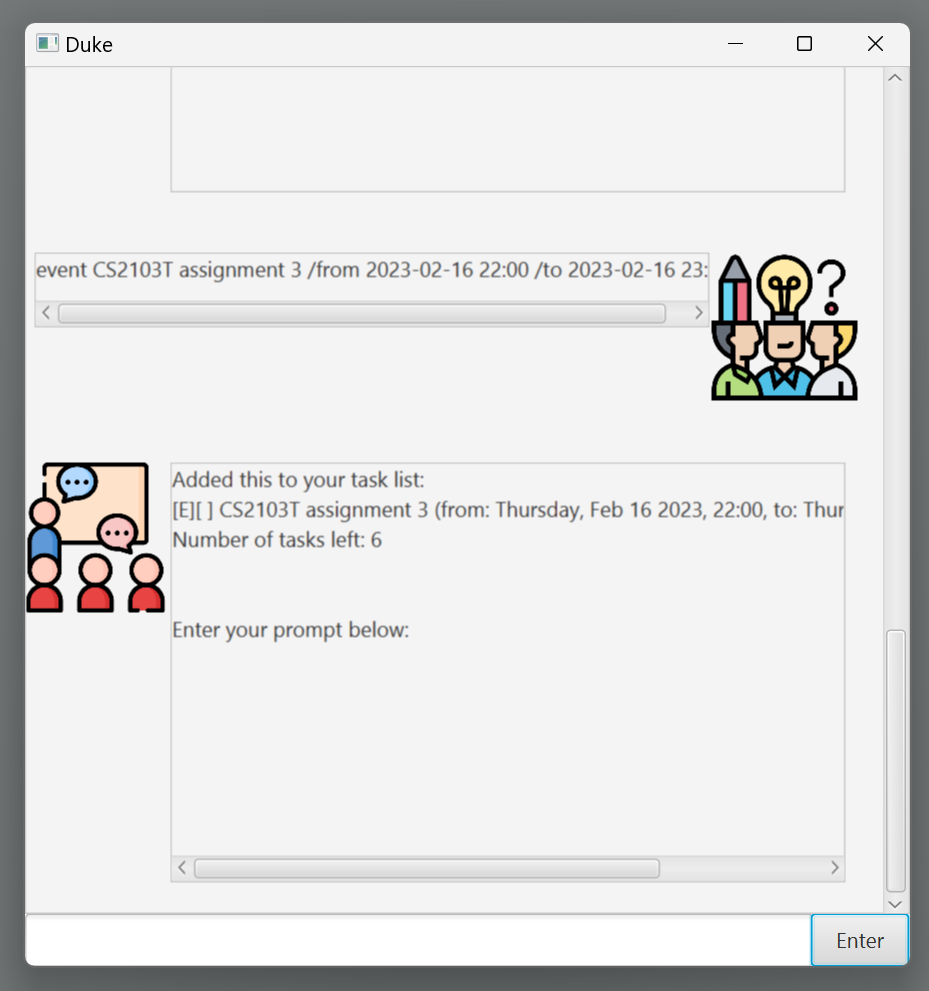 Duke
event CS2103T assignment 3 /from 2023-02-16 22:00 /to 2023-02-16 23:
?
Added this to your task list:
[E][ ] CS2103T assignment 3 (from: Thursday, Feb 16 2023, 22:00, to: Thur
Number of tasks left: 6
Enter your prompt below:
Enter